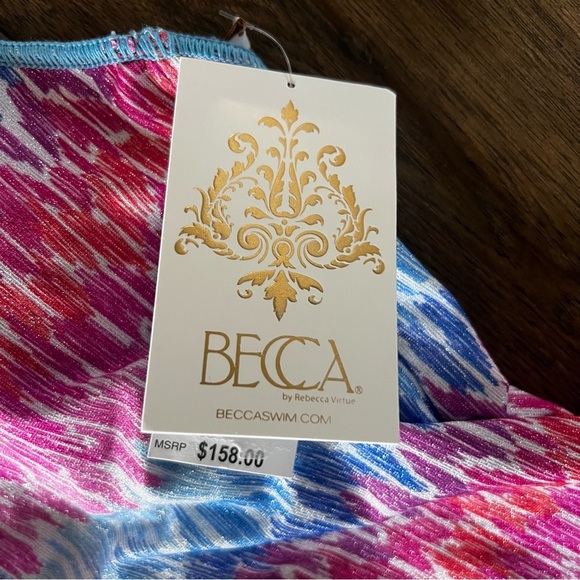 BECCA®
by Rebecca Virtue
BECCASWIM.COM
MSRP $158.00